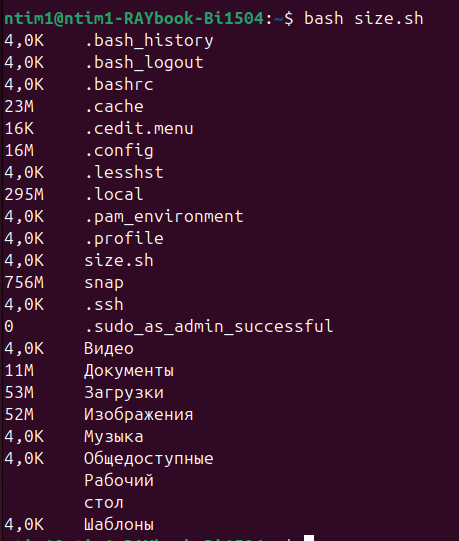 ntim1@ntim1-RAYbook-Bi1504:~$ bash size.sh
4,0K    .bash_history
4,0K    .bash_logout
4,0K    .bashrc
23M     .cache
16K     .cedit.menu
16M     .config
4,0K    .lesshst
295M    .local
4,0K    .pam_environment
4,0K    .profile
4,0K    size.sh
756M    snap
4,0K    .ssh
0       .sudo_as_admin_successful
4,0K    Видео
11M     Документы
53M     Загрузки
52M     Изображения
4,0K    Музыка
4,0K    Общедоступные
        Рабочий
        стол
4,0K    Шаблоны